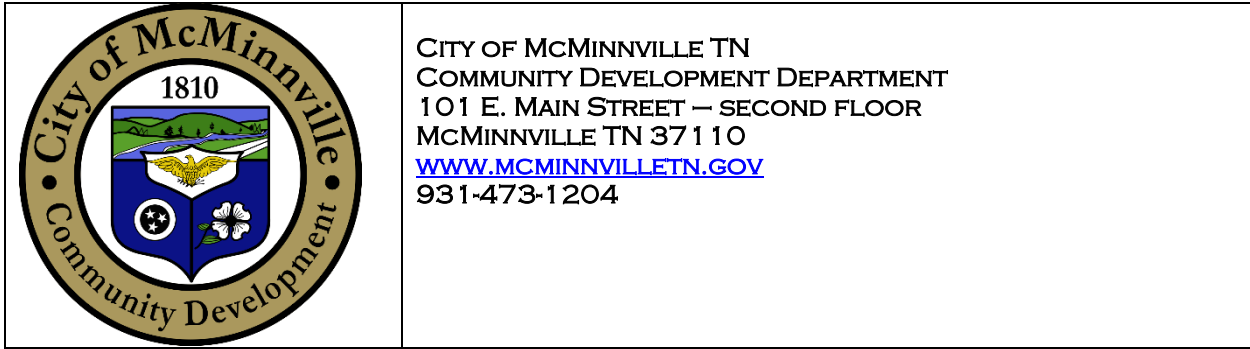 City of McMinnville
1810
Community Development
City of McMinnville TN
Community Development Department
101 E. Main Street – second floor
McMinnville TN 37110
www.mcminnvilletn.gov
931-473-1204